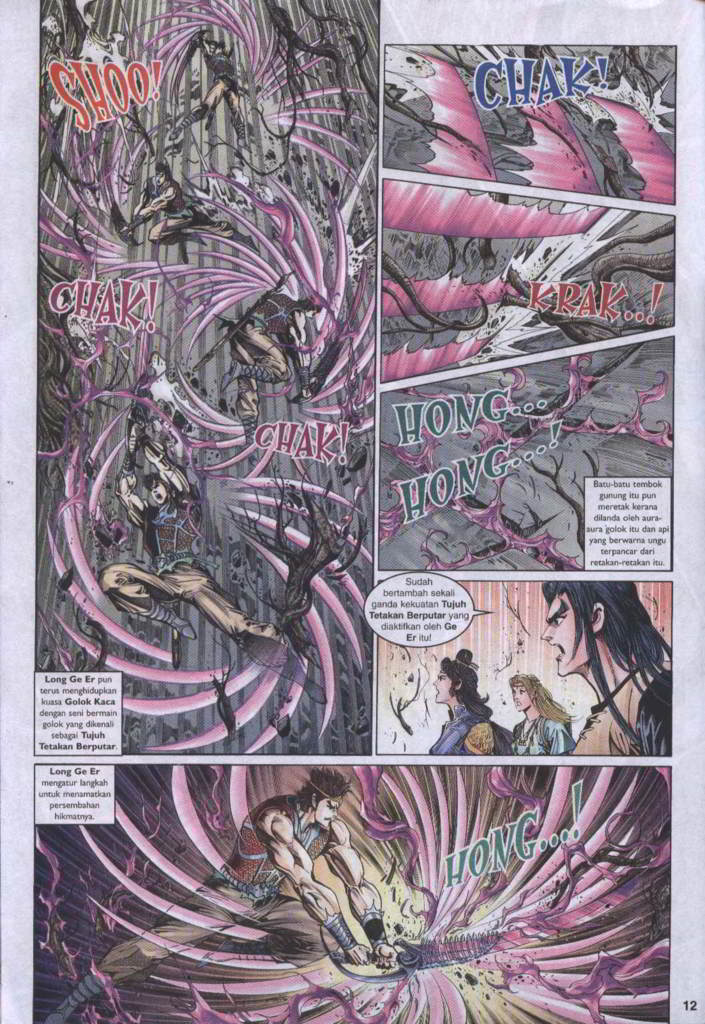 SHOO!
CHAK!
CHAK!
Long Ge Er pun
terus menghidupkan
kuasa Golok Kaca
dengan seni bermain
golok yang dikenali
sebagai Tujuh
Tetakan Berputar.
CHAK!
KRAK...!
HONG...
HONG...!
Batu-batu tembok
gunung itu pun
meretak kerana
dilanda oleh aura-
aura golok itu dan api
yang berwarna ungu
terpancar dari
retakan-retakan itu.
Sudah
bertambah sekali
ganda kekuatan Tujuh
Tetakan Berputar yang
diaktifkan oleh Ge
Er itu!
Long Ge Er
mengatur langkah
untuk menamatkan
persembahan
hikmatnya.
HONG...!
12